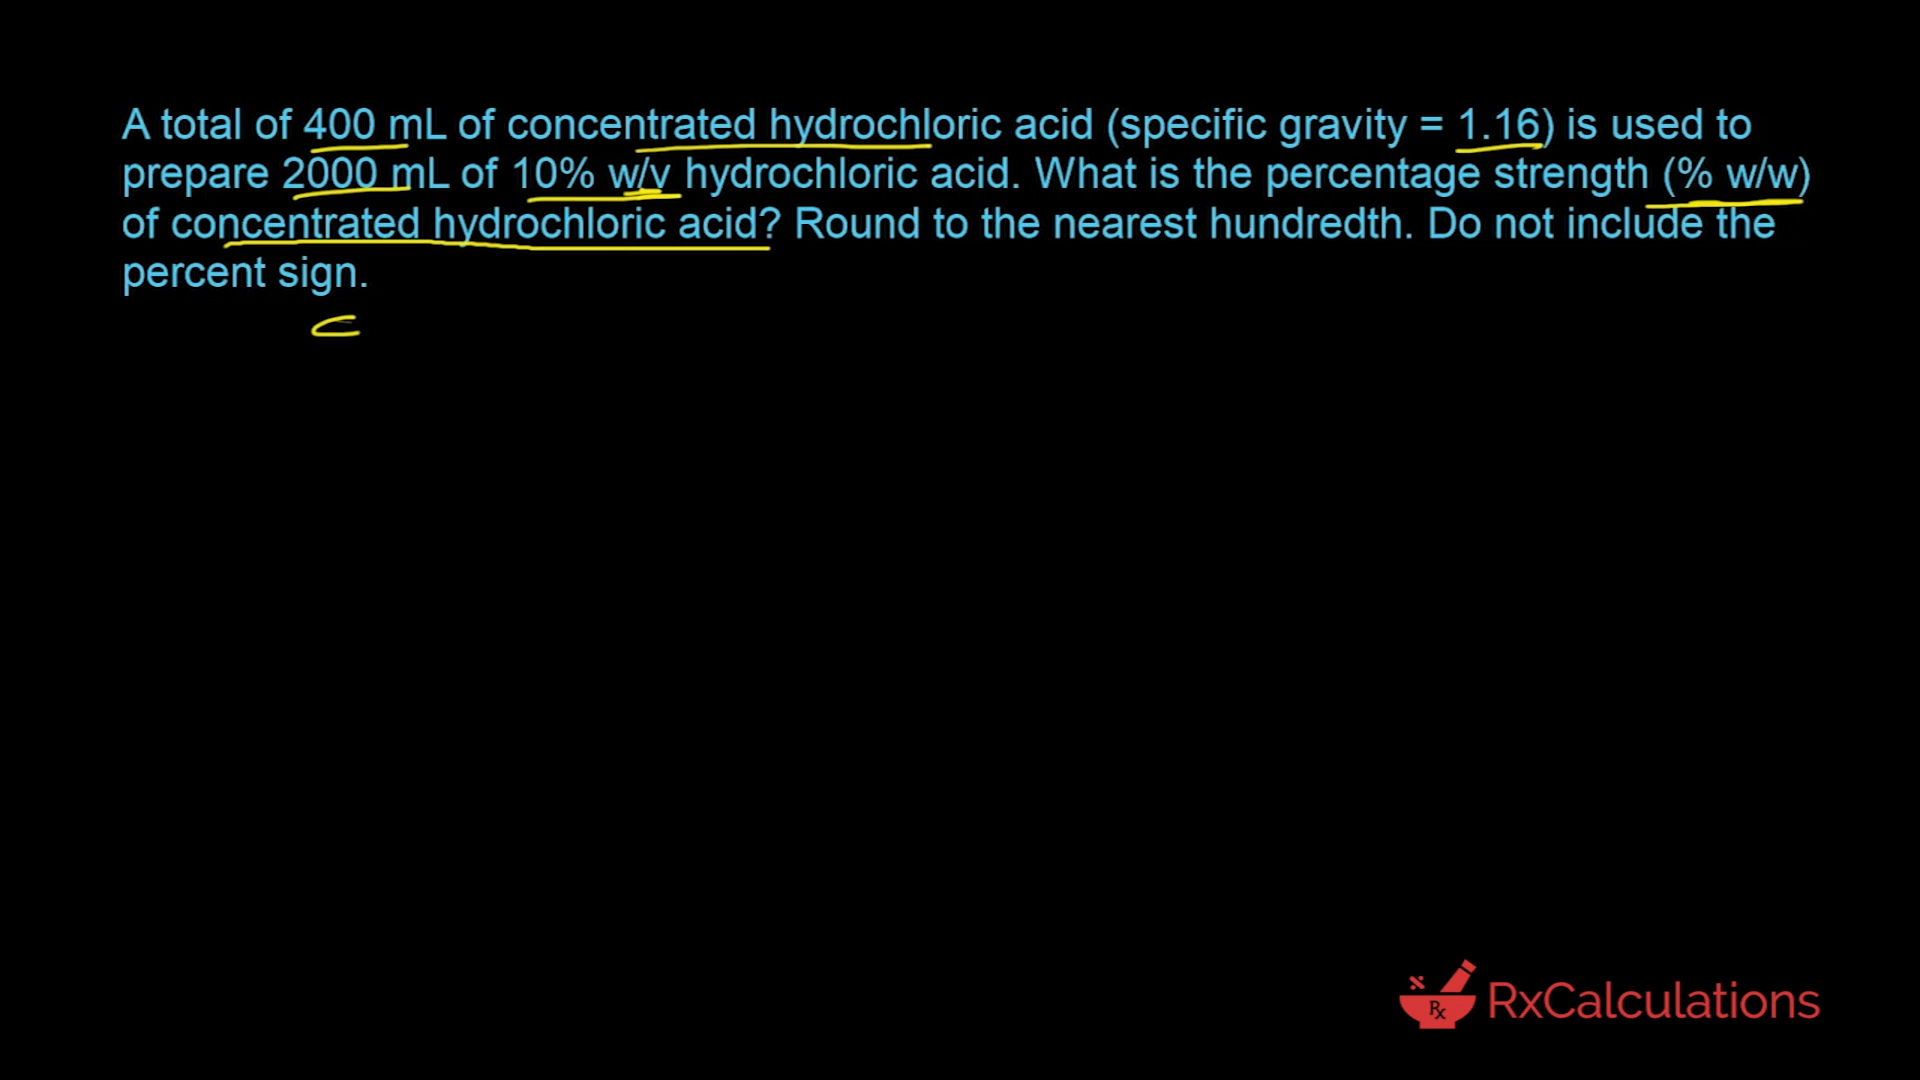 A total of 400 mL of concentrated hydrochloric acid (specific gravity = 1.16) is used to
prepare 2000 mL of 10% w/v hydrochloric acid. What is the percentage strength (% w/w)
of concentrated hydrochloric acid? Round to the nearest hundredth. Do not include the
percent sign.
Rx
RxCalculations